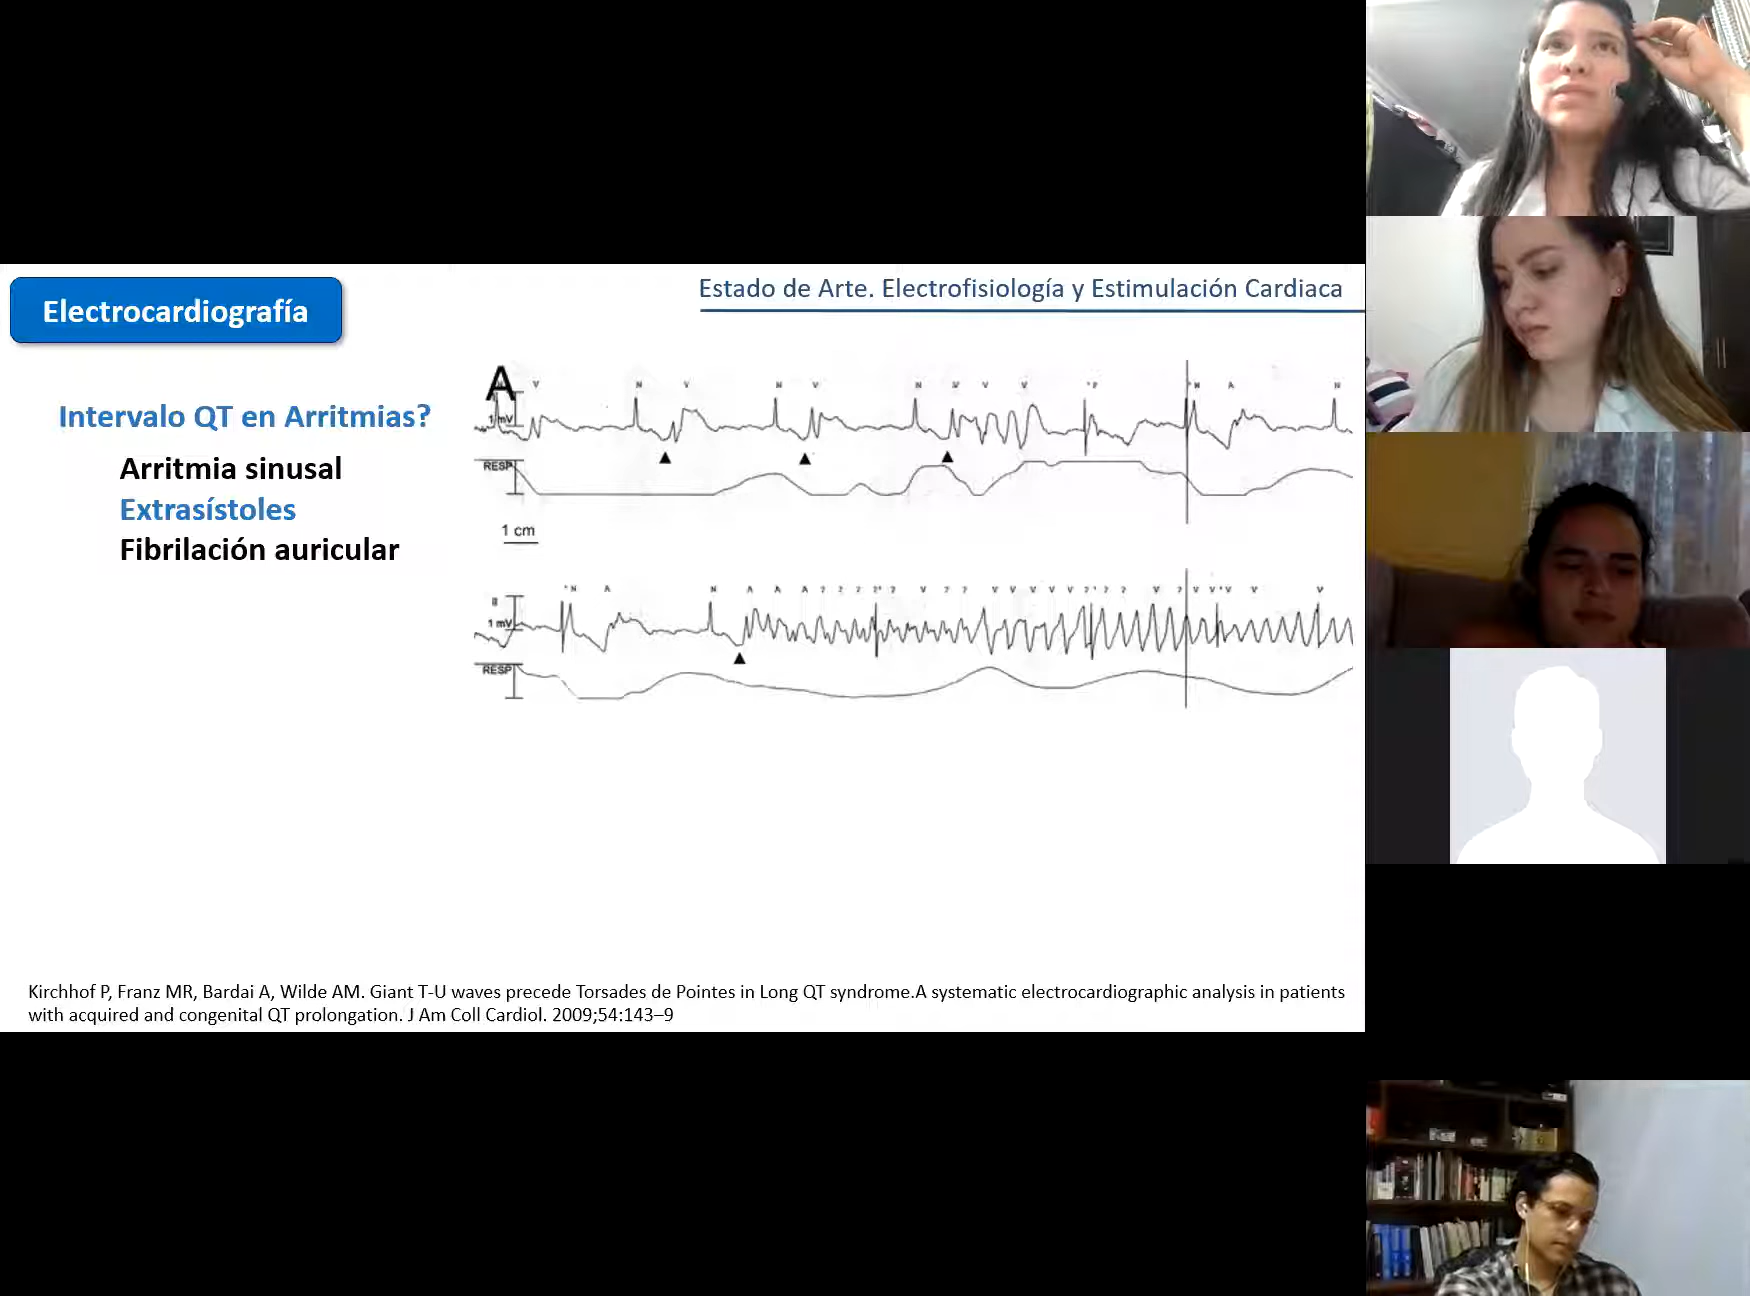 Electrocardiografía
Estado de Arte. Electrofisiología y Estimulación Cardiaca
Intervalo QT en Arritmias?
Arritmia sinusal
Extrasístoles
Fibrilación auricular
A
V N V N V N V V V *P *N A N
1 mV
RESP
1 cm
*N A N A A A ? ? ? ?* ? V ? ? V V V V V ?* ? ? V ? V V*V V V
II
1 mV
RESP
Kirchhof P, Franz MR, Bardai A, Wilde AM. Giant T-U waves precede Torsades de Pointes in Long QT syndrome.A systematic electrocardiographic analysis in patients
with acquired and congenital QT prolongation. J Am Coll Cardiol. 2009;54:143–9